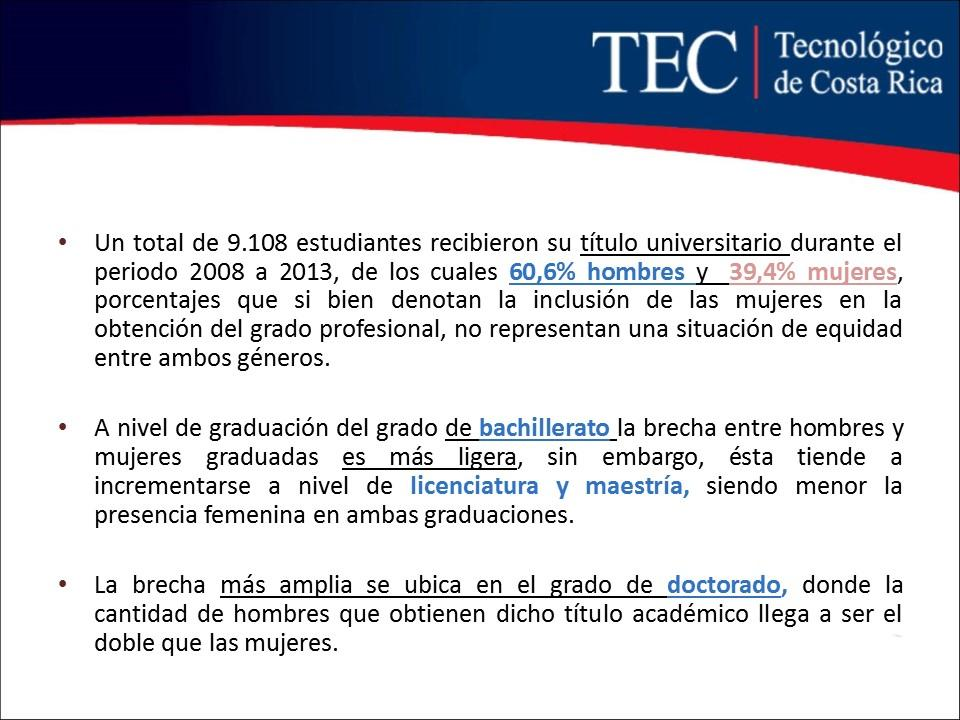 TEC
Tecnológico
de Costa Rica
• Un total de 9.108 estudiantes recibieron su título universitario durante el
periodo 2008 a 2013, de los cuales 60,6% hombres y 39,4% mujeres,
porcentajes que si bien denotan la inclusión de las mujeres en la
obtención del grado profesional, no representan una situación de equidad
entre ambos géneros.
• A nivel de graduación del grado de bachillerato la brecha entre hombres y
mujeres graduadas es más ligera, sin embargo, ésta tiende a
incrementarse a nivel de licenciatura y maestría, siendo menor la
presencia femenina en ambas graduaciones.
• La brecha más amplia se ubica en el grado de doctorado, donde la
cantidad de hombres que obtienen dicho título académico llega a ser el
doble que las mujeres.